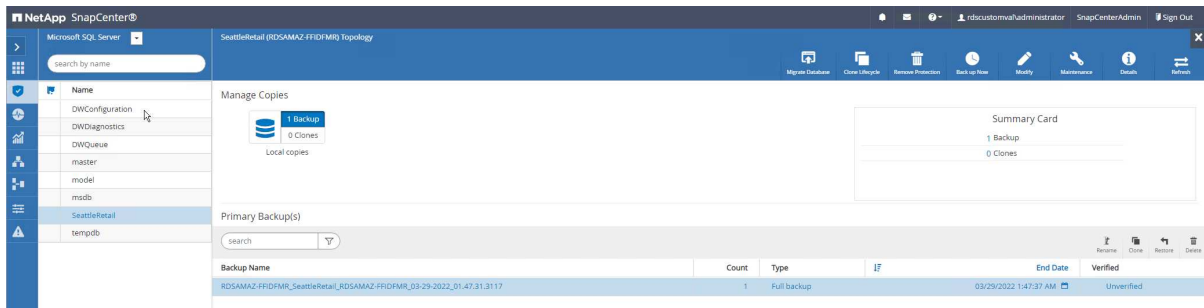 NetApp SnapCenter®
rdscustomval\administrator SnapCenterAdmin Sign Out
Microsoft SQL Server
SeattleRetail (RDSAMAZ-FFIDFMR) Topology
search by name
Migrate Database Clone Lifecycle Remove Protection Back up Now Modify Maintenance Details Refresh
Name
DWConfiguration
DWDiagnostics
DWQueue
master
model
msdb
SeattleRetail
tempdb
Manage Copies
1 Backup
0 Clones
Local copies
Summary Card
1 Backup
0 Clones
Primary Backup(s)
search
Rename Clone Restore Delete
Backup Name Count Type End Date Verified
RDSAMAZ-FFIDFMR_SeattleRetail_RDSAMAZ-FFIDFMR_03-29-2022_01.47.31.3117 1 Full backup 03/29/2022 1:47:37 AM Unverified